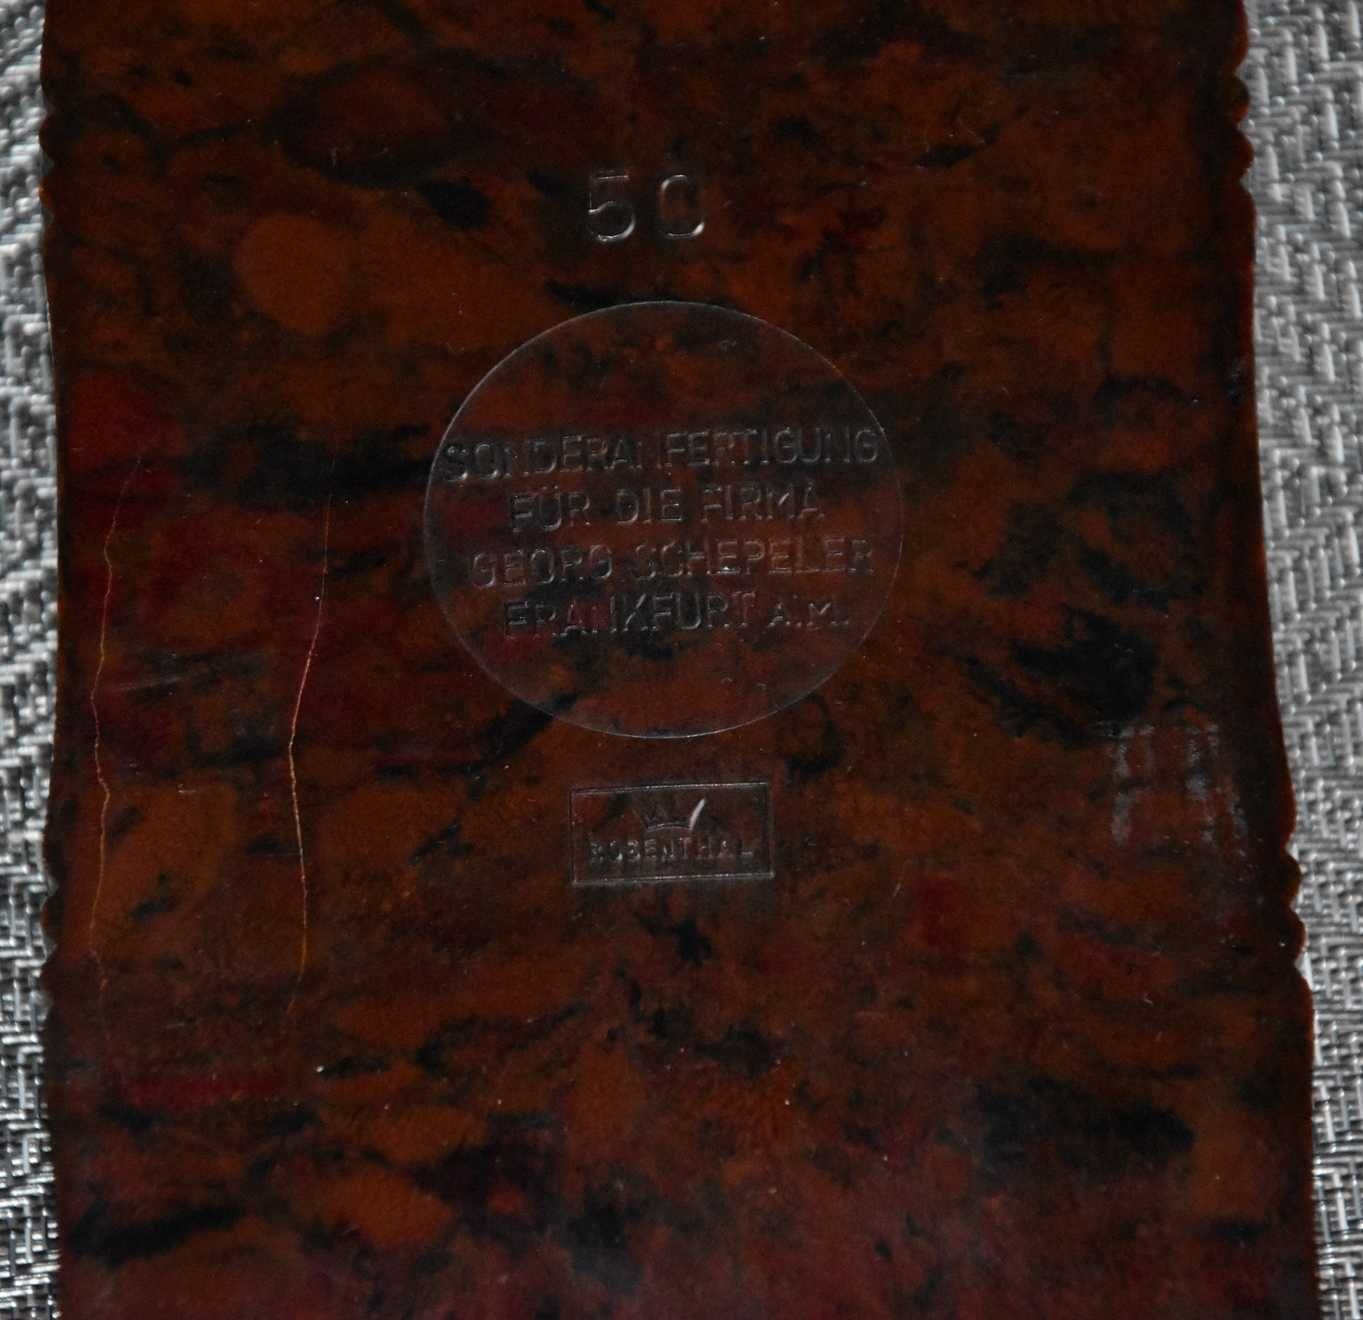 50
SONDERANFERTIGUNG
FÜR DIE FIRMA
GEORG SCHEPELER
FRANKFURT A.M.
ROSENTHAL